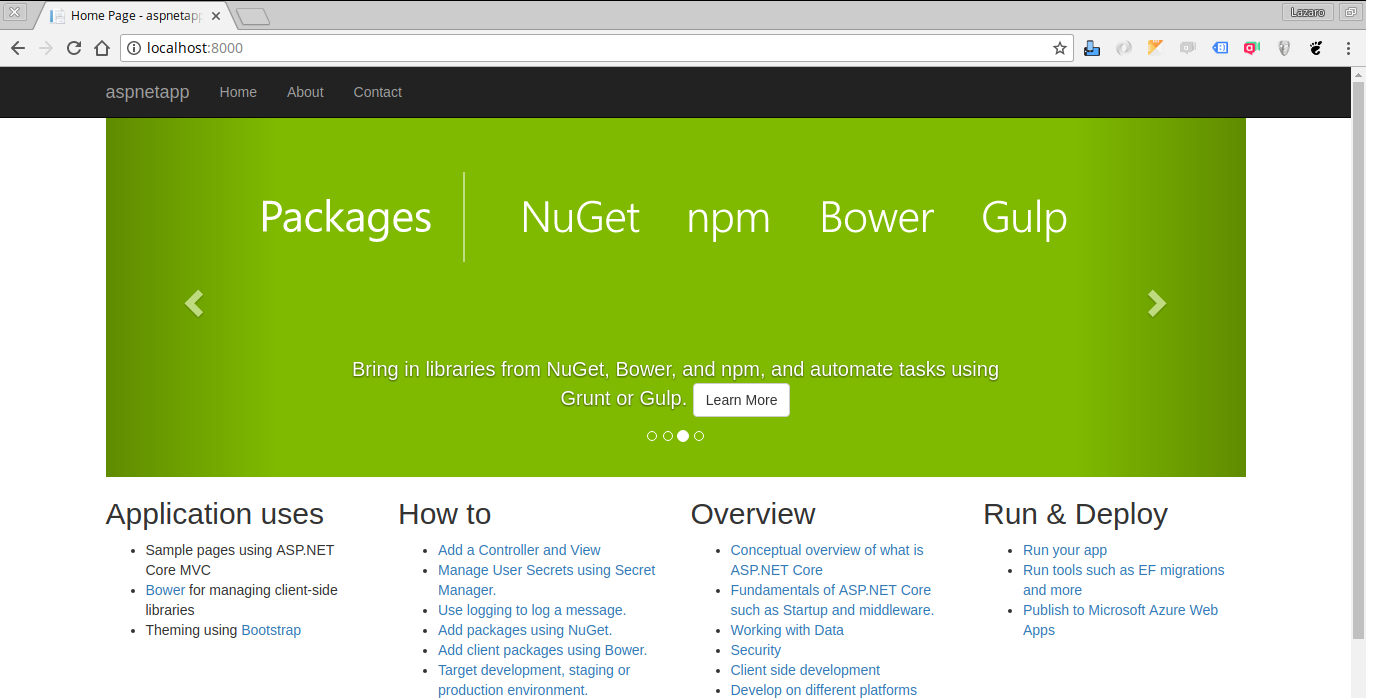 Home Page - aspnetapp
Lazaro
localhost:8000
aspnetapp Home About Contact
Packages NuGet npm Bower Gulp
Bring in libraries from NuGet, Bower, and npm, and automate tasks using
Grunt or Gulp. Learn More
Application uses
Sample pages using ASP.NET
Core MVC
Bower for managing client-side
libraries
Theming using Bootstrap
How to
Add a Controller and View
Manage User Secrets using Secret
Manager.
Use logging to log a message.
Add packages using NuGet.
Add client packages using Bower.
Target development, staging or
production environment.
Overview
Conceptual overview of what is
ASP.NET Core
Fundamentals of ASP.NET Core
such as Startup and middleware.
Working with Data
Security
Client side development
Develop on different platforms
Run & Deploy
Run your app
Run tools such as EF migrations
and more
Publish to Microsoft Azure Web
Apps